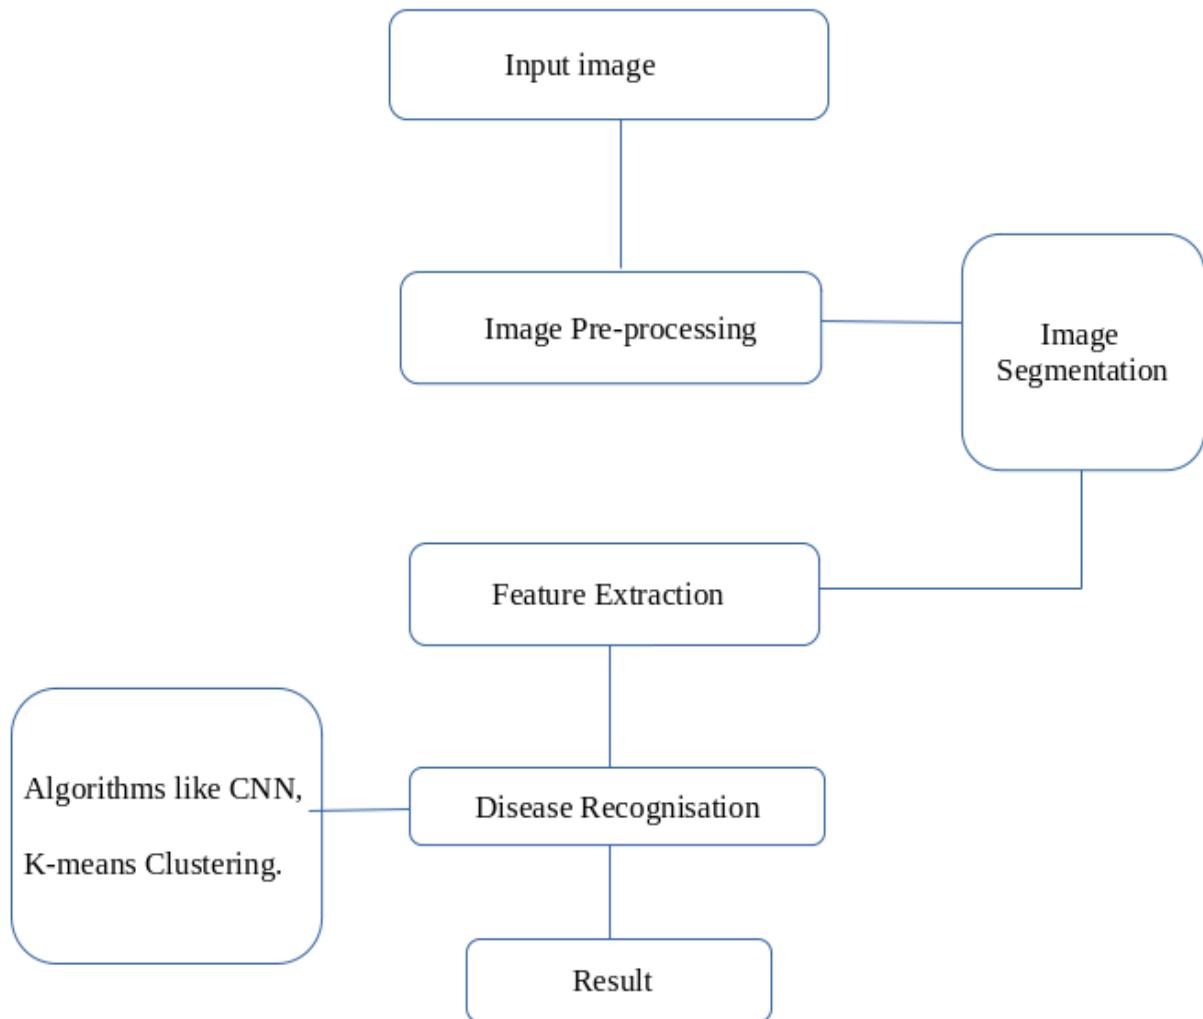 Input image
Image Pre-processing
Image
Segmentation
Feature Extraction
Algorithms like CNN,
K-means Clustering.
Disease Recognisation
Result